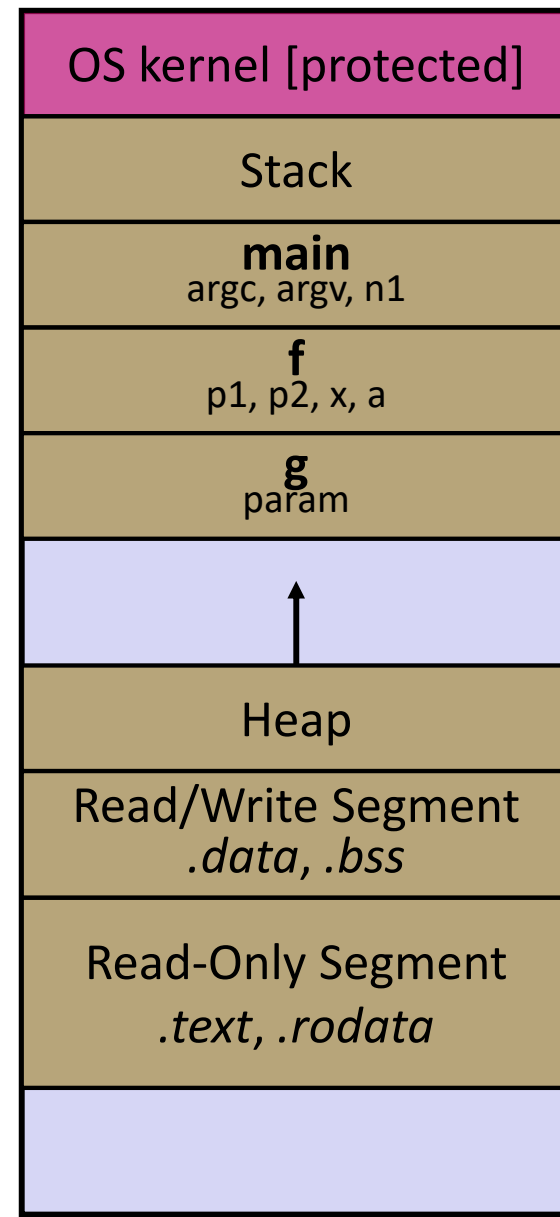 OS kernel [protected]
Stack
main
argc, argv, n1
f
p1, p2, x, a
g
param
Heap
Read/Write Segment
.data, .bss
Read-Only Segment
.text, .rodata